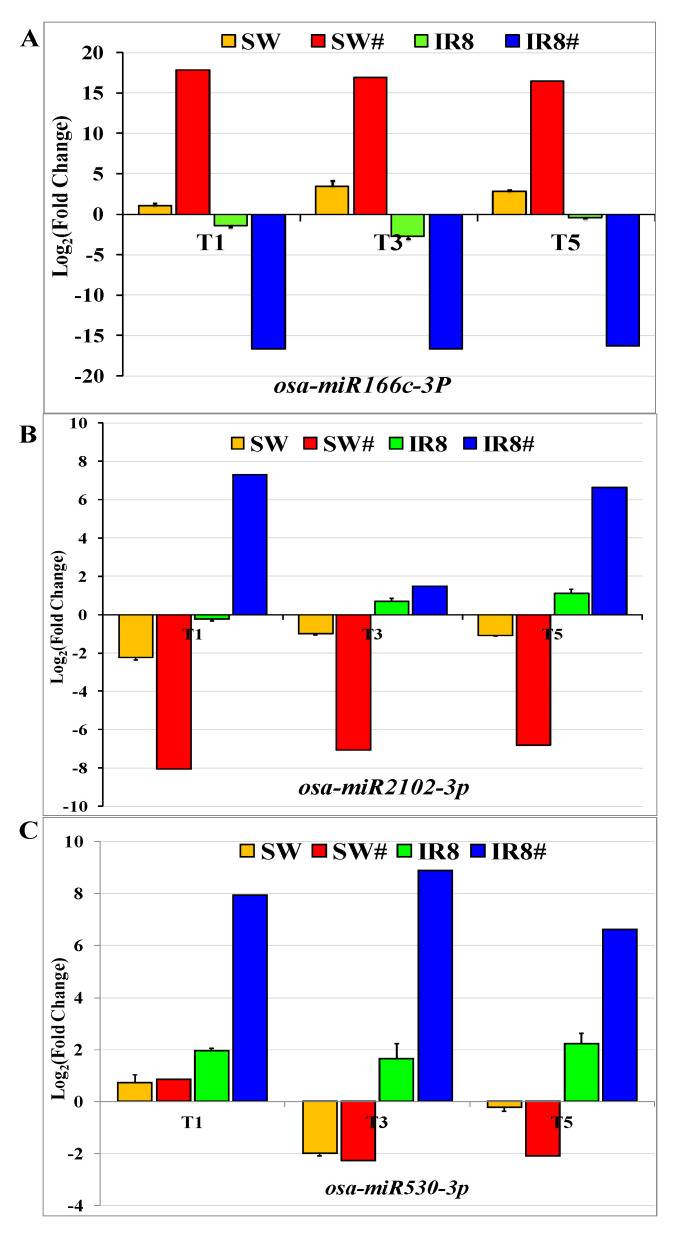 A
SW SW# IR8 IR8#
20
15
10
5
0
-5
-10
-15
-20
Log2(Fold Change)
T1 T3 T5
osa-miR166c-3P
B
SW SW# IR8 IR8#
10
8
6
4
2
0
-2
-4
-6
-8
-10
Log2(Fold Change)
T1 T3 T5
osa-miR2102-3p
C
SW SW# IR8 IR8#
10
8
6
4
2
0
-2
-4
Log2(Fold Change)
T1 T3 T5
osa-miR530-3p